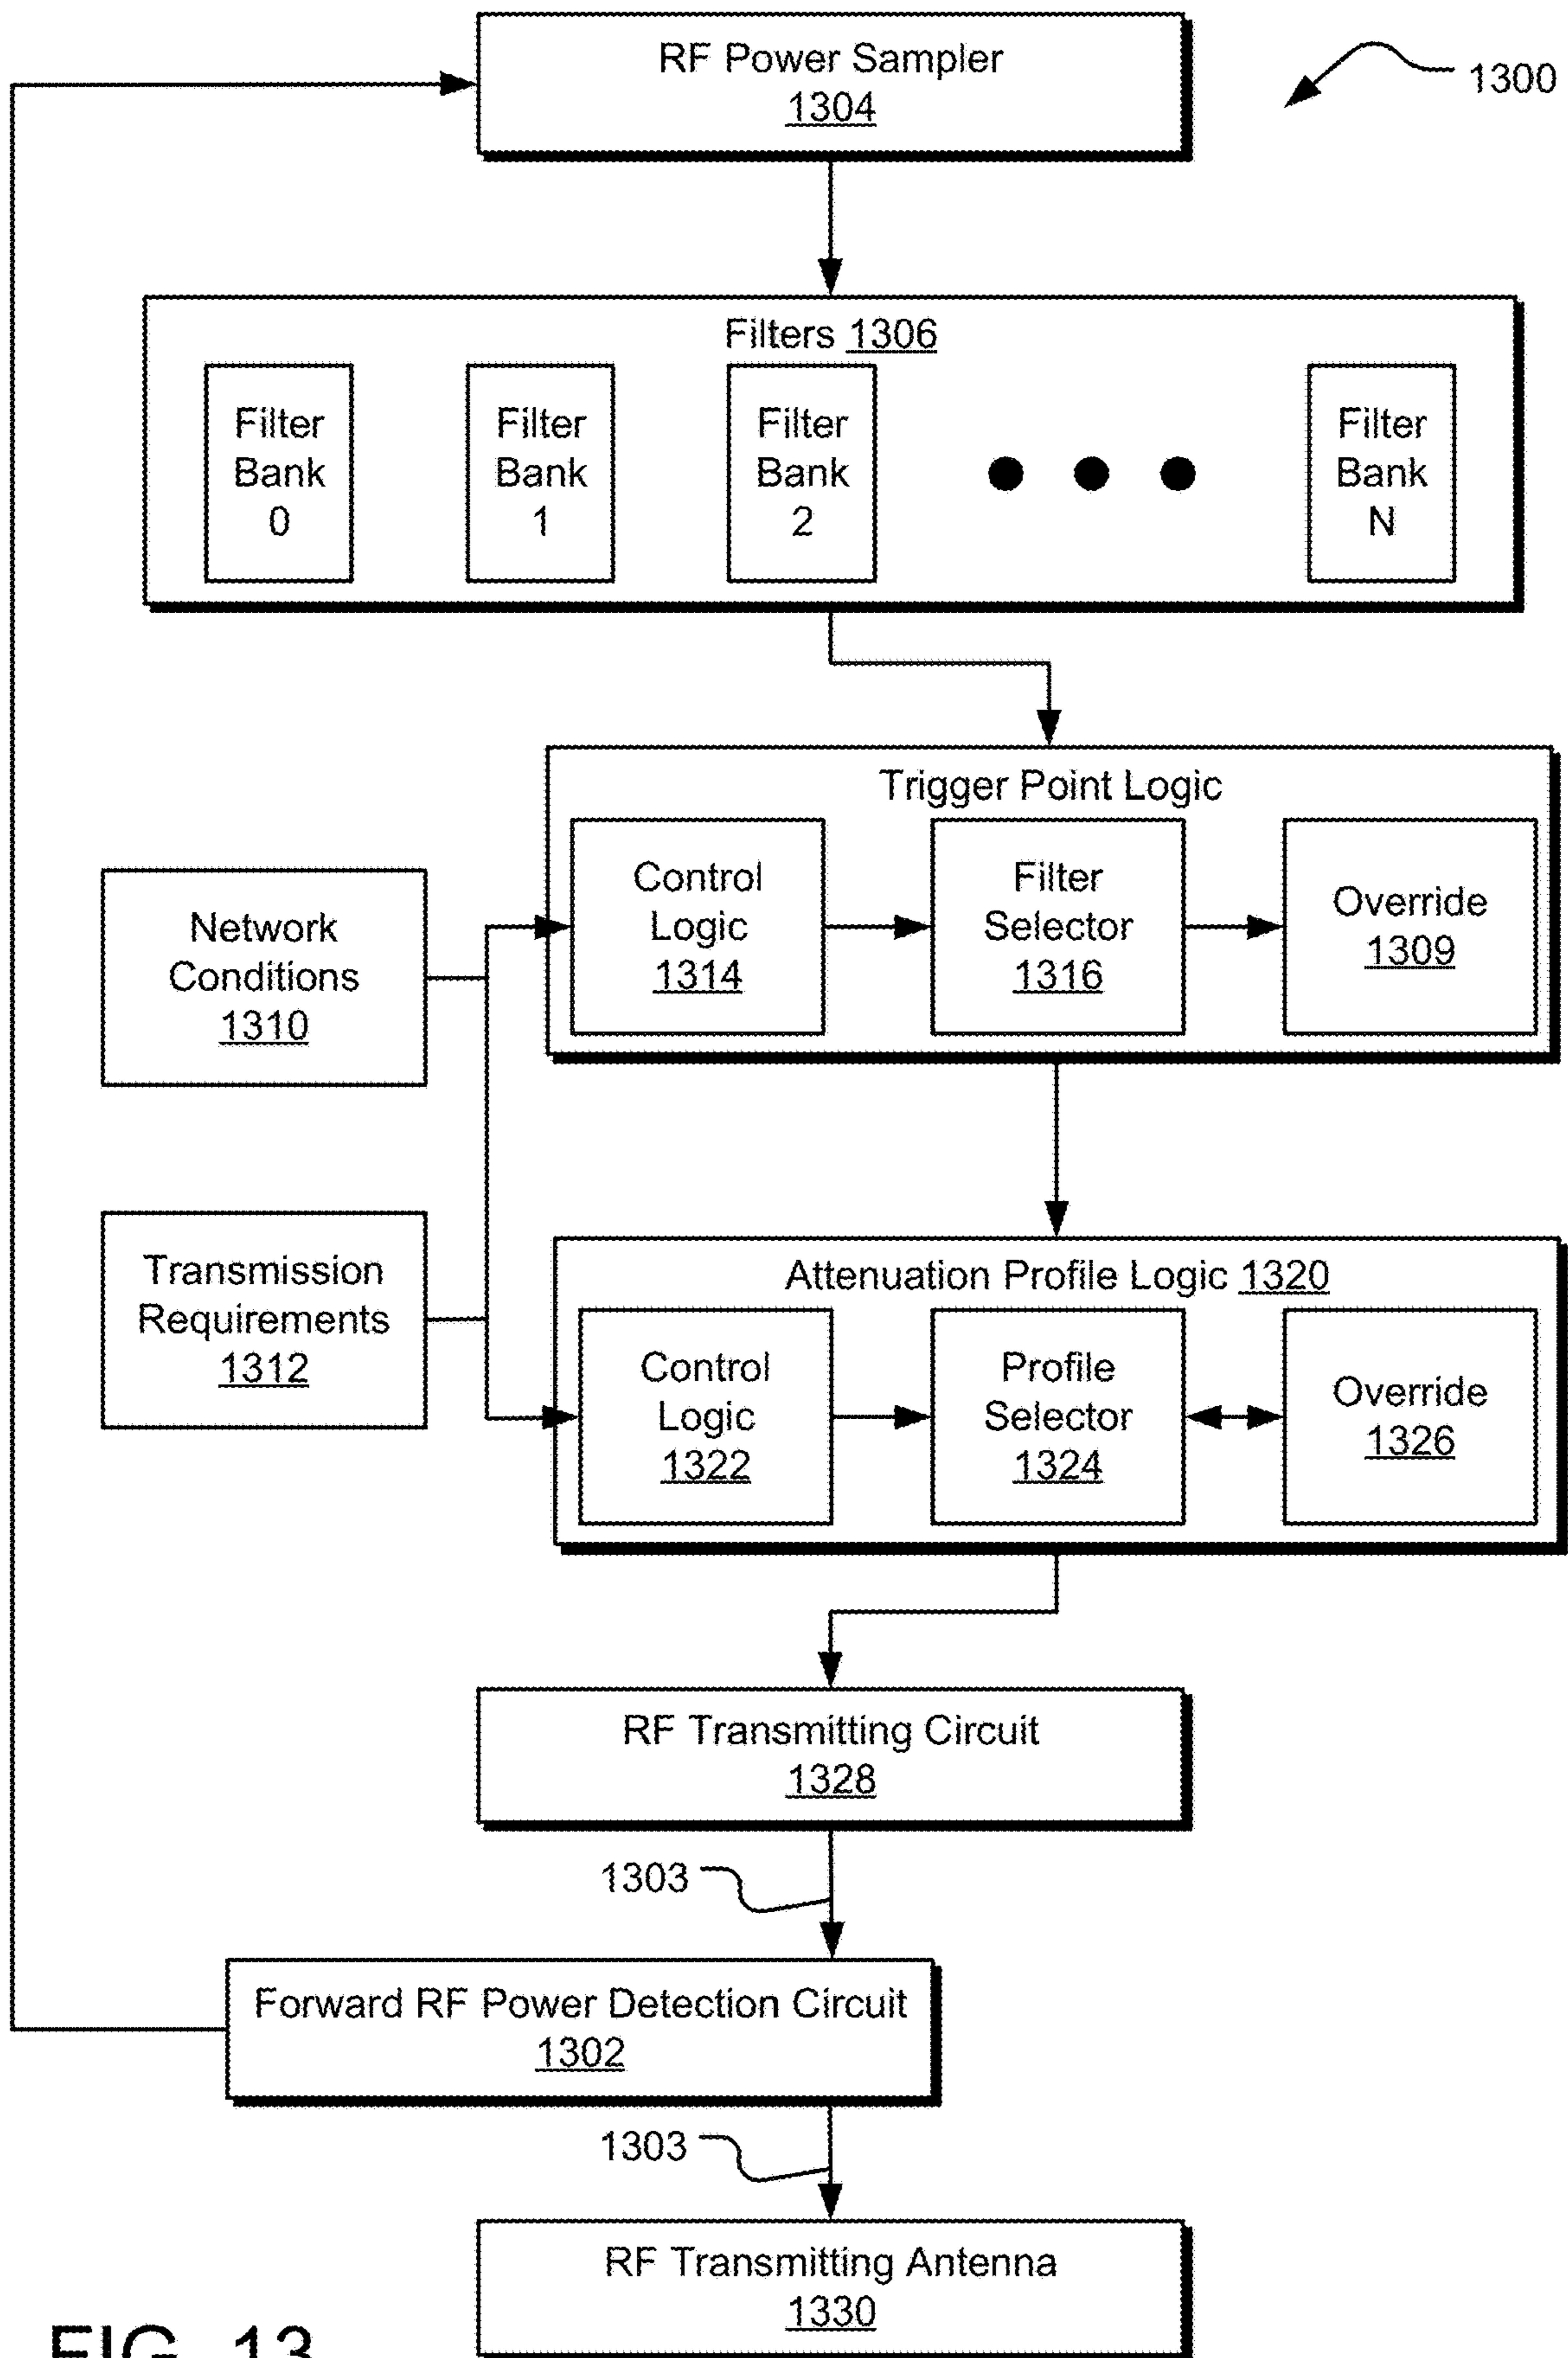 RF Power Sampler
1304
1300
Filters 1306
Filter
Bank
0
Filter
Bank
1
Filter
Bank
2
Filter
Bank
N
Trigger Point Logic
Control
Logic
1314
Filter
Selector
1316
Override
1309
Network
Conditions
1310
Transmission
Requirements
1312
Attenuation Profile Logic 1320
Control
Logic
1322
Profile
Selector
1324
Override
1326
RF Transmitting Circuit
1328
1303
Forward RF Power Detection Circuit
1302
1303
RF Transmitting Antenna
1330
FIG. 13